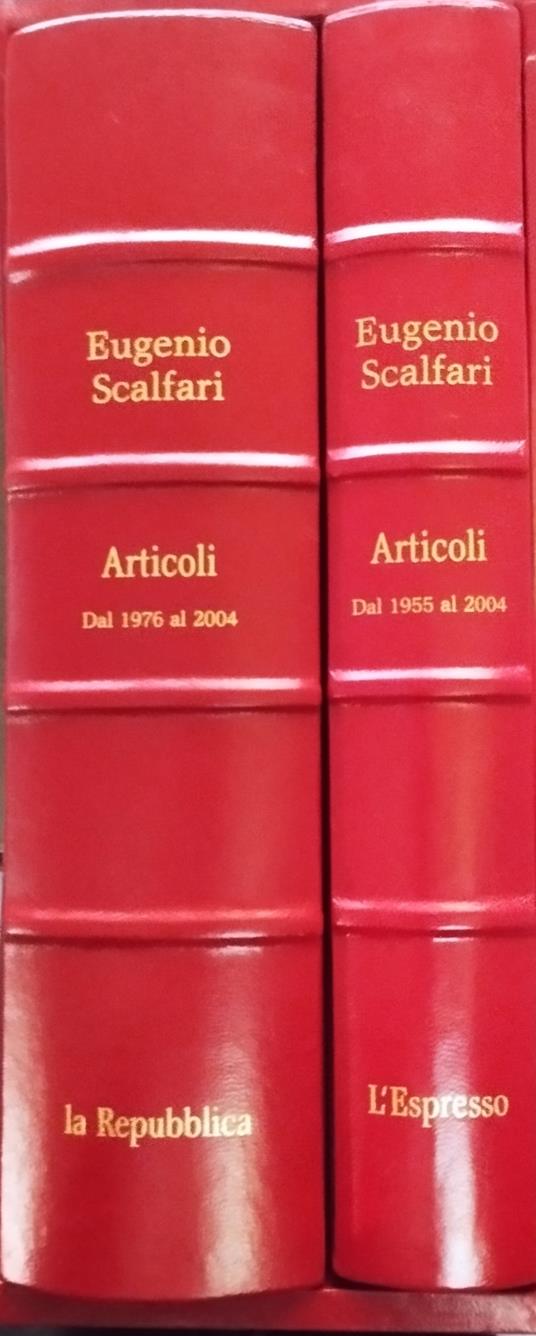 Eugenio
Scalfari
Articoli
Dal 1976 al 2004
la Repubblica
Eugenio
Scalfari
Articoli
Dal 1955 al 2004
L'Espresso